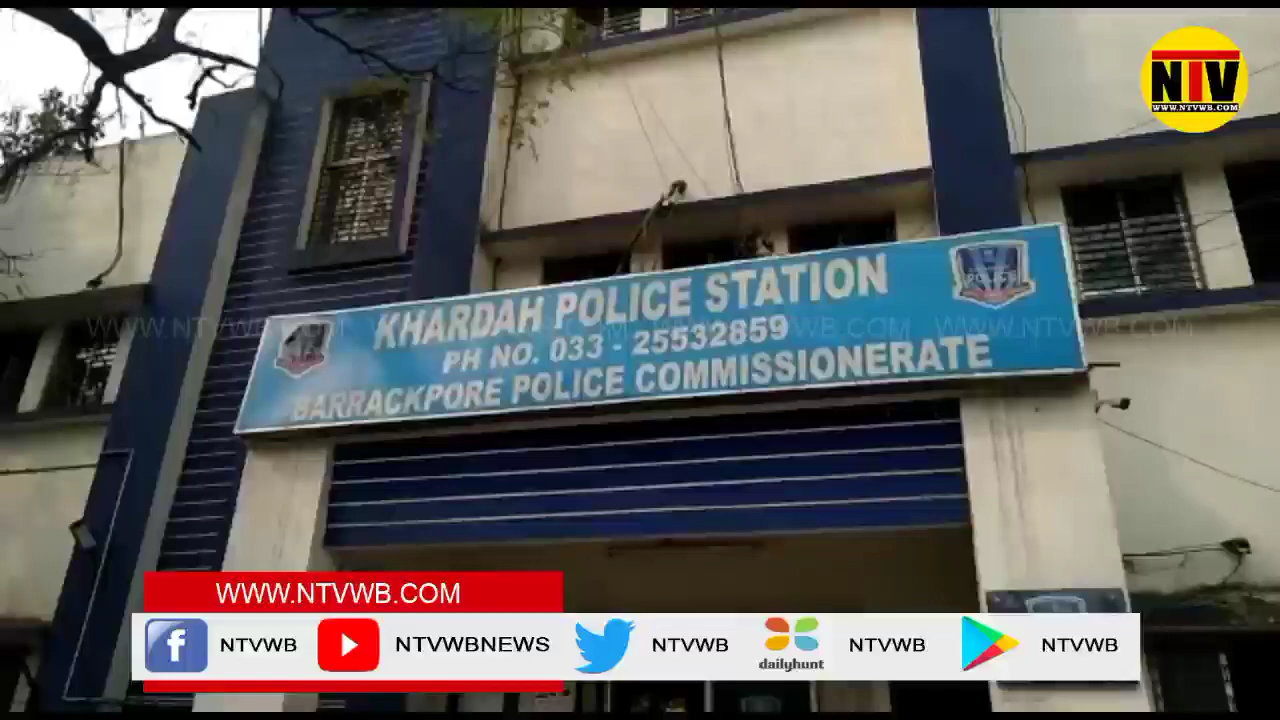 NTV
WWW.NTVWB.COM
KHARDAH POLICE STATION
PH NO. 033 - 25532859
BARRACKPORE POLICE COMMISSIONERATE
POLICE
WWW.NTVWB.COM
NTVWB
NTVWBNEWS
NTVWB
dailyhunt
NTVWB
NTVWB